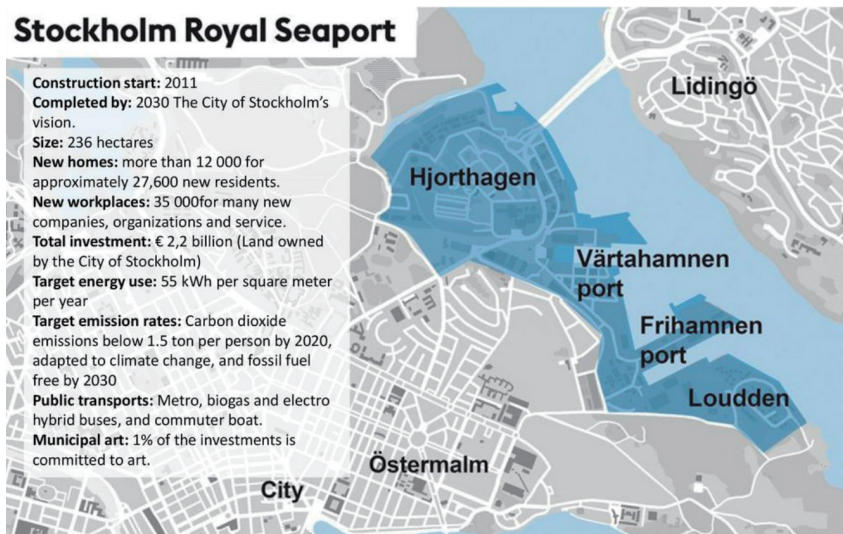 Stockholm Royal Seaport
Construction start: 2011
Completed by: 2030 The City of Stockholm's
vision.
Size: 236 hectares
New homes: more than 12 000 for
approximately 27,600 new residents.
New workplaces: 35 000for many new
companies, organizations and service.
Total investment: € 2,2 billion (Land owned
by the City of Stockholm)
Target energy use: 55 kWh per square meter
per year
Target emission rates: Carbon dioxide
emissions below 1.5 ton per person by 2020,
adapted to climate change, and fossil fuel
free by 2030
Public transports: Metro, biogas and electro
hybrid buses, and commuter boat.
Municipal art: 1% of the investments is
committed to art.
Lidingö
Hjorthagen
Värtahamnen
port
Frihamnen
port
Loudden
Östermalm
City